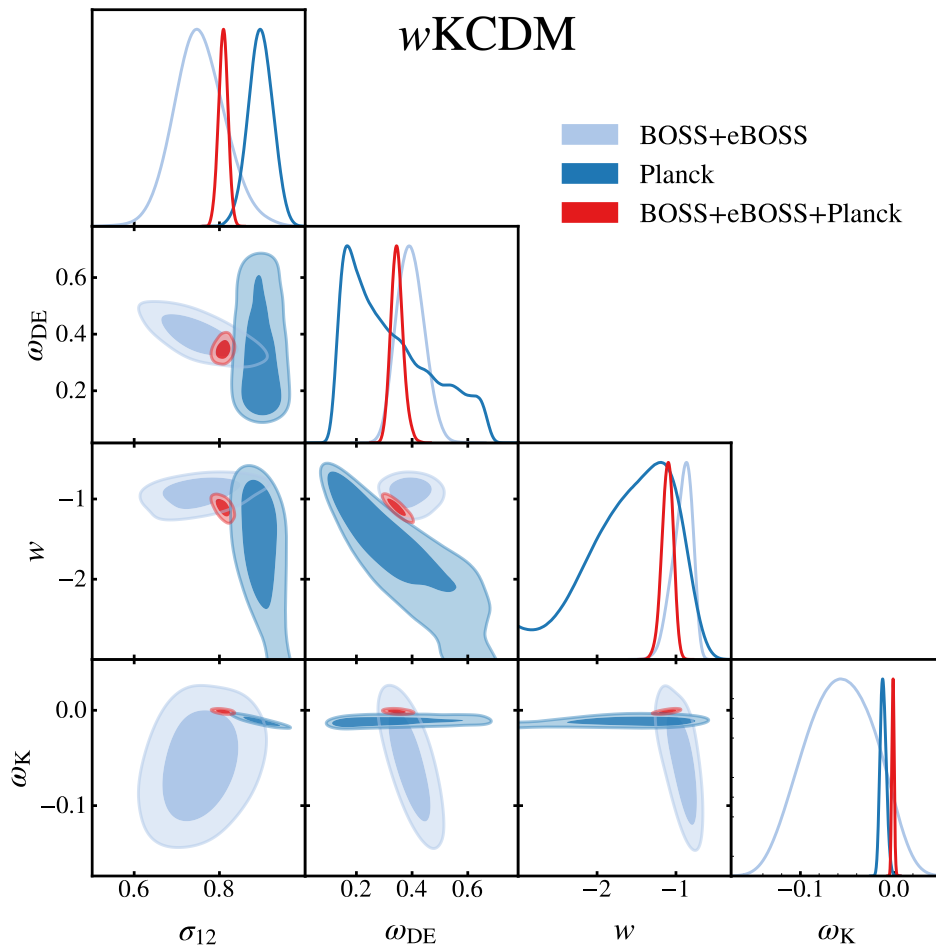 wKCDM
BOSS+eBOSS
Planck
BOSS+eBOSS+Planck
ω_DE
0.6
0.4
0.2
w
−1
−2
ω_K
0.0
−0.1
0.6 0.8 0.2 0.4 0.6 −2 −1 −0.1 0.0
σ_12 ω_DE w ω_K